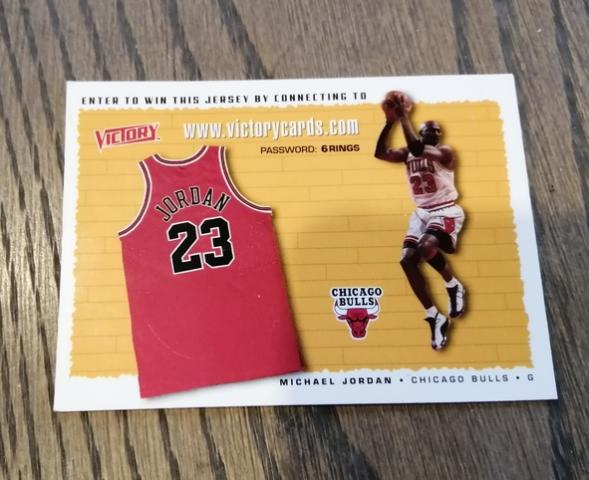 ENTER TO WIN THIS JERSEY BY CONNECTING TO
VICTORY
www.victorycards.com
PASSWORD: 6RINGS
JORDAN
23
BULLS
23
CHICAGO
BULLS
MICHAEL JORDAN • CHICAGO BULLS • G